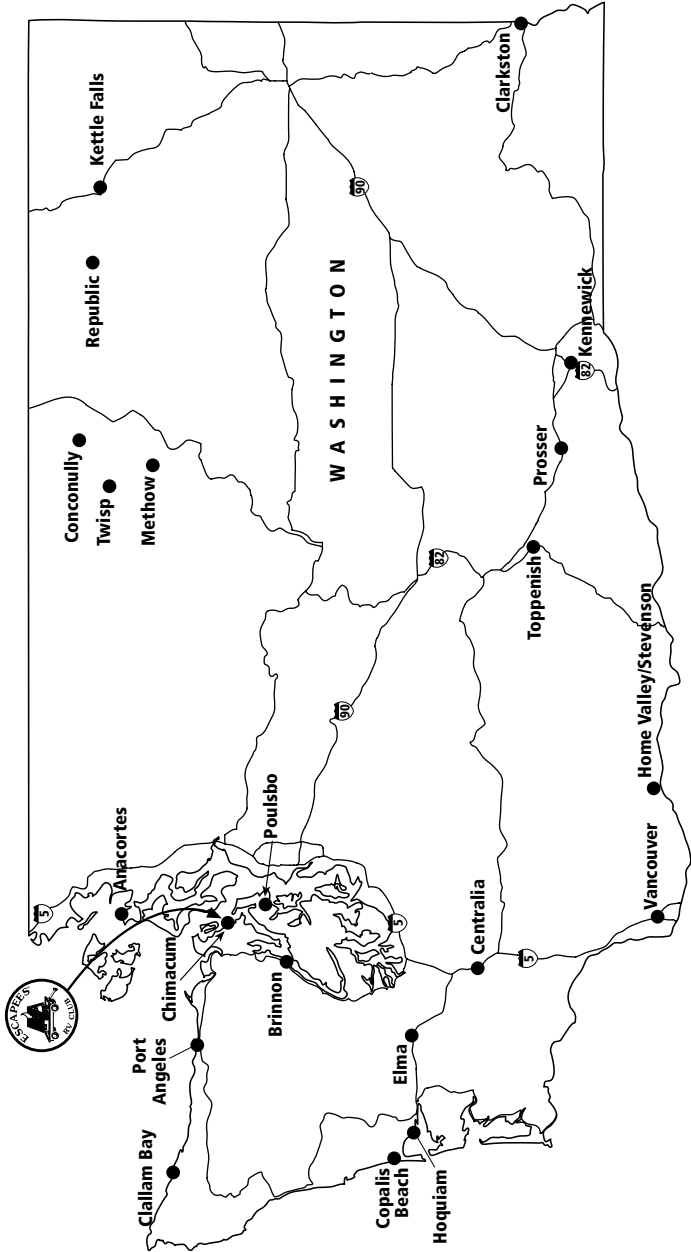 ESCAPEES
RV CLUB
5
Anacortes
Clallam Bay
Port
Angeles
Chimacum
Poulsbo
Brinnon
Conconully
Twisp
Methow
Republic
Kettle Falls
WASHINGTON
90
90
82
5
Copalis
Beach
Hoquiam
Elma
Centralia
5
Toppenish
Prosser
82
Kennewick
Clarkston
Vancouver
Home Valley/Stevenson